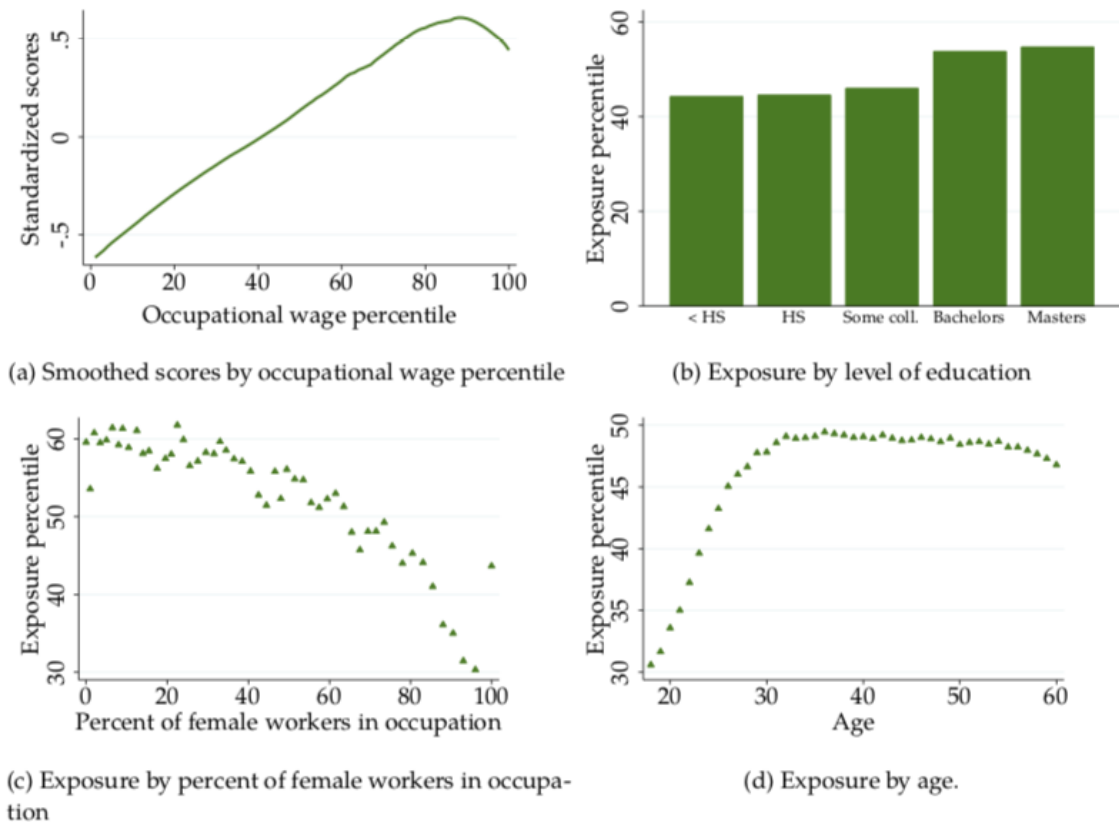 Standardized scores
.5
0
-.5
0 20 40 60 80 100
Occupational wage percentile
(a) Smoothed scores by occupational wage percentile
Exposure percentile
60
40
20
0
< HS HS Some coll. Bachelors Masters
(b) Exposure by level of education
Exposure percentile
60
50
40
30
0 20 40 60 80 100
Percent of female workers in occupation
(c) Exposure by percent of female workers in occupa-
tion
Exposure percentile
50
45
40
35
30
20 30 40 50 60
Age
(d) Exposure by age.